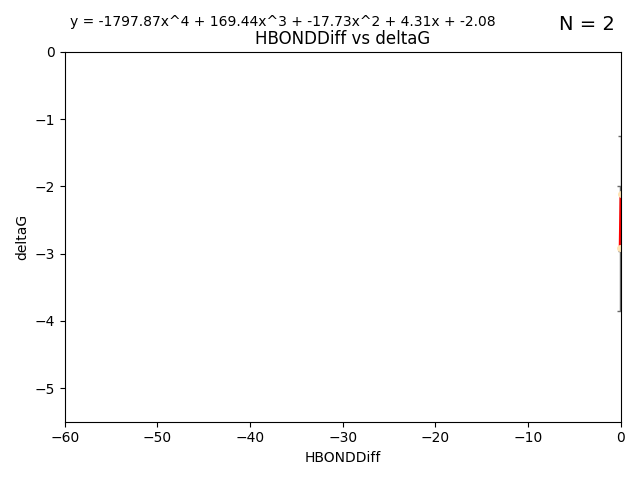 y = -1797.87x^4 + 169.44x^3 + -17.73x^2 + 4.31x + -2.08
N = 2
HBONDDiff vs deltaG
0
−1
−2
−3
−4
−5
deltaG
−60 −50 −40 −30 −20 −10 0
HBONDDiff